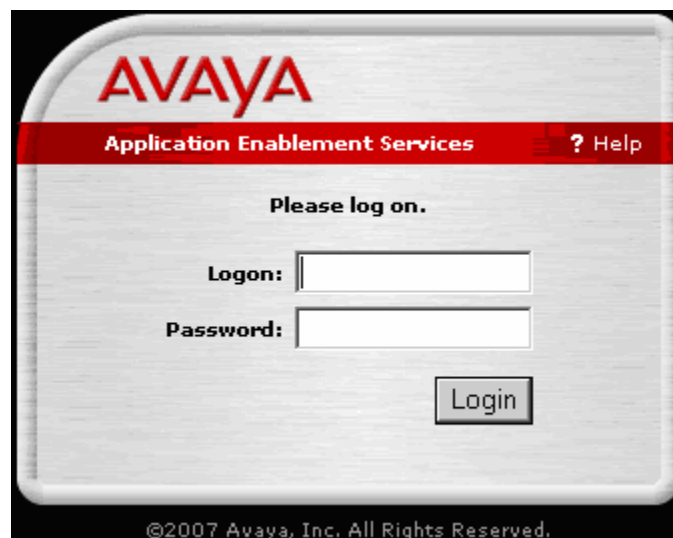 AVAYA
Application Enablement Services ? Help
Please log on.
Logon:
Password:
Login
©2007 Avaya, Inc. All Rights Reserved.